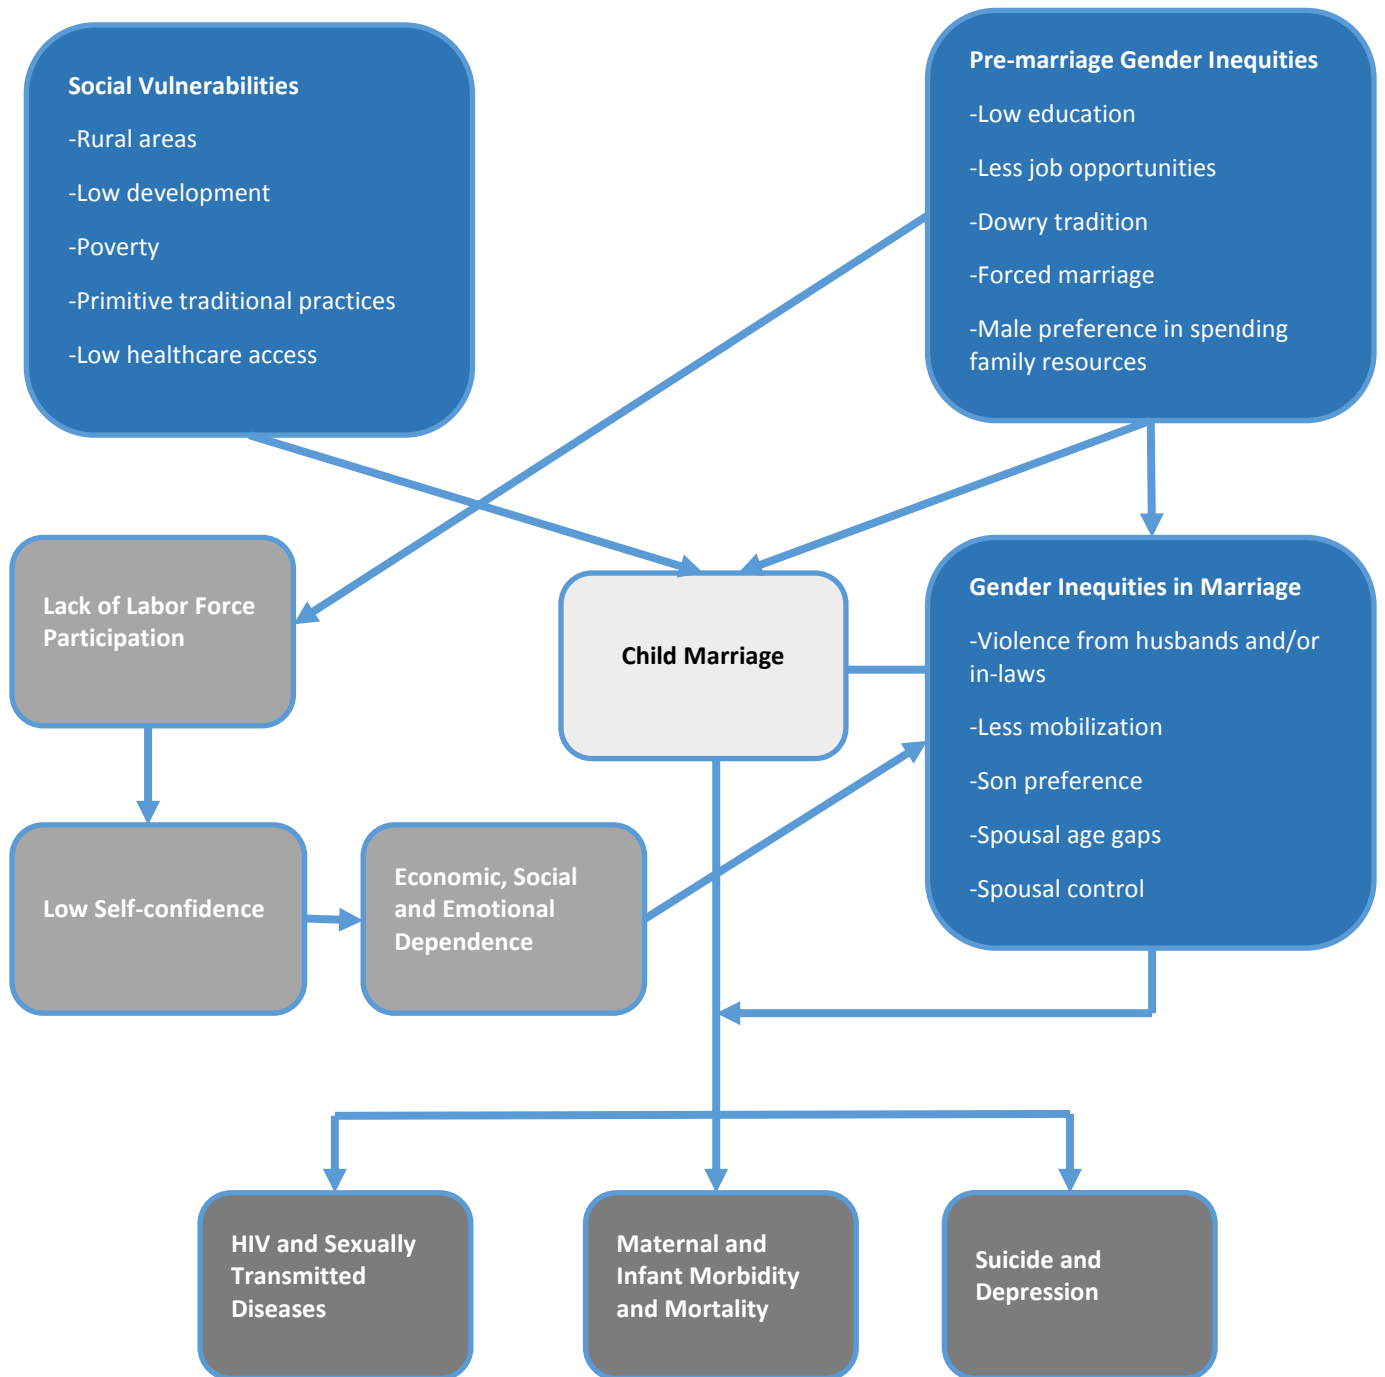 Social Vulnerabilities
-Rural areas
-Low development
-Poverty
-Primitive traditional practices
-Low healthcare access
Pre-marriage Gender Inequities
-Low education
-Less job opportunities
-Dowry tradition
-Forced marriage
-Male preference in spending
family resources
Lack of Labor Force
Participation
Child Marriage
Gender Inequities in Marriage
-Violence from husbands and/or
in-laws
-Less mobilization
-Son preference
-Spousal age gaps
-Spousal control
Low Self-confidence
Economic, Social
and Emotional
Dependence
HIV and Sexually
Transmitted
Diseases
Maternal and
Infant Morbidity
and Mortality
Suicide and
Depression